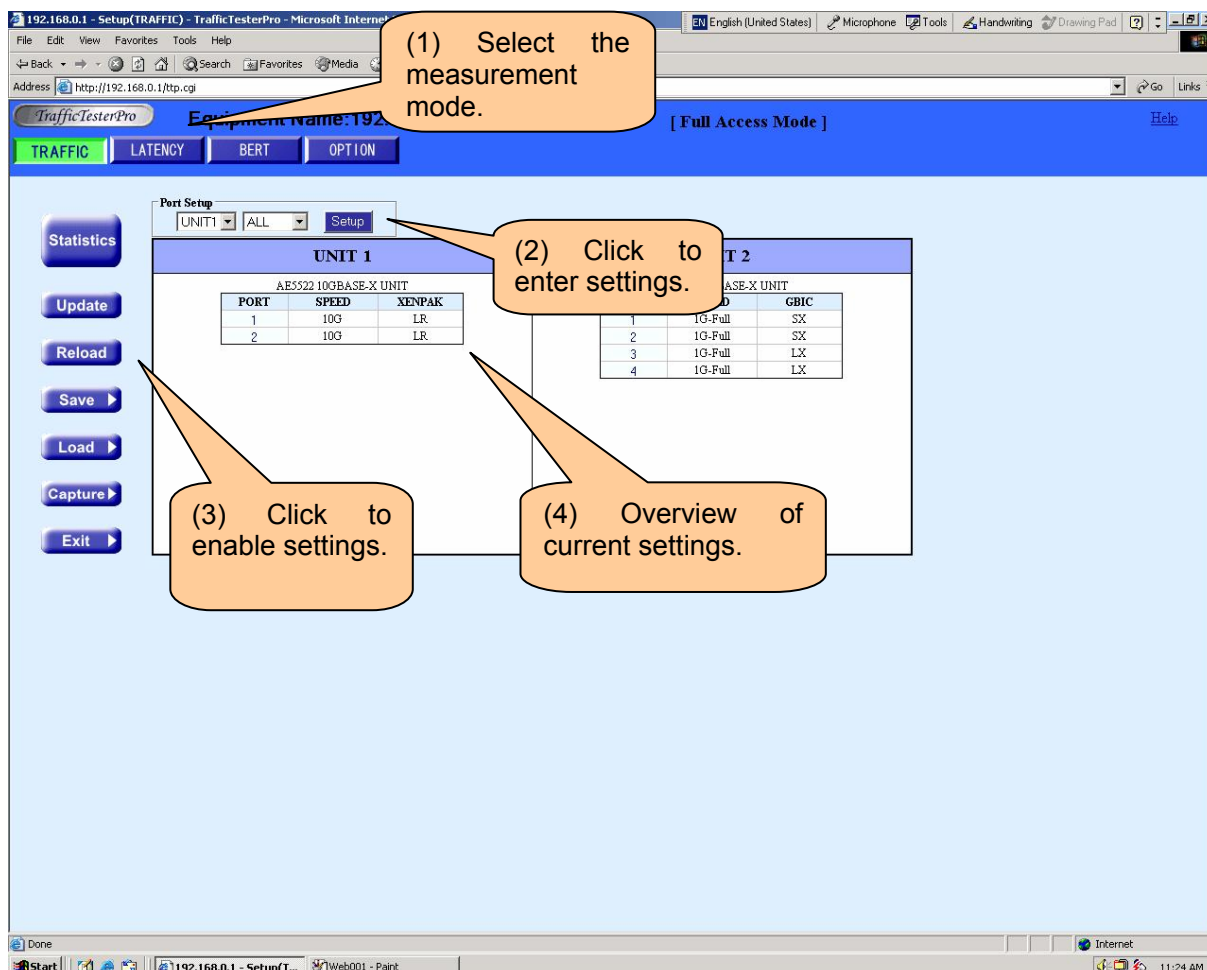 192.168.0.1 - Setup(TRAFFIC) - TrafficTesterPro - Microsoft Internet
EN English (United States) Microphone Tools Handwriting Drawing Pad
File Edit View Favorites Tools Help
Back Search Favorites Media
Address http://192.168.0.1/ttp.cgi Go Links
(1) Select the
measurement
mode.
TrafficTesterPro Equipment Name:192. [ Full Access Mode ] Help
TRAFFIC LATENCY BERT OPTION
Port Setup
UNIT1 ALL Setup
Statistics
Update
Reload
Save
Load
Capture
Exit
(2) Click to
enter settings.
UNIT 1
AE5522 10GBASE-X UNIT
PORT SPEED XENPAK
1 10G LR
2 10G LR
T 2
ASE-X UNIT
D GBIC
1 1G-Full SX
2 1G-Full SX
3 1G-Full LX
4 1G-Full LX
(3) Click to
enable settings.
(4) Overview of
current settings.
Done Internet
Start 192.168.0.1 - Setup(T... Web001 - Paint 11:24 AM